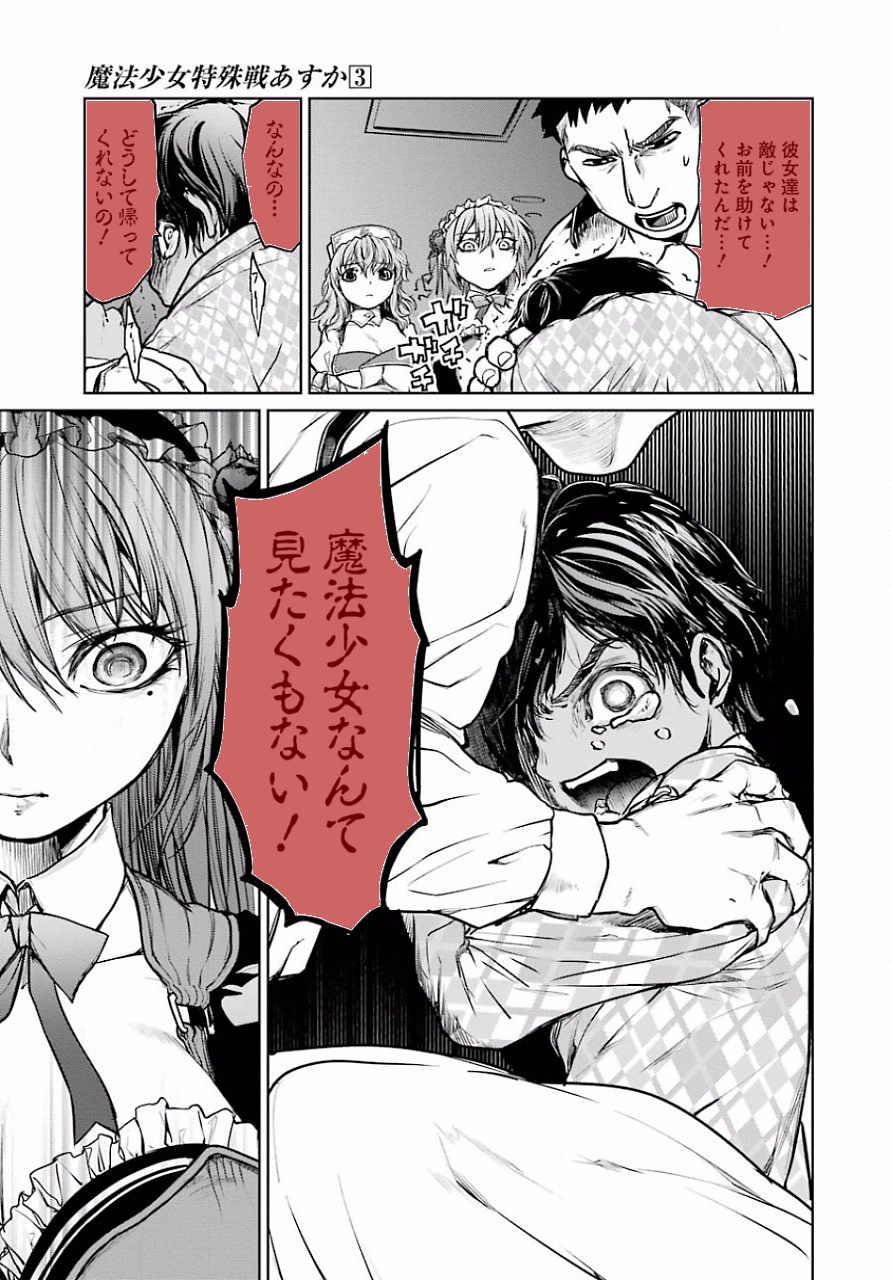 魔法少女特殊戦あすか3
彼女達は
敵じゃない…!
お前を助けて
くれたんだ…!
ガチ
ガチ
なんなの…
どうして帰って
くれないの!
魔法少女なんて
見たくもない!